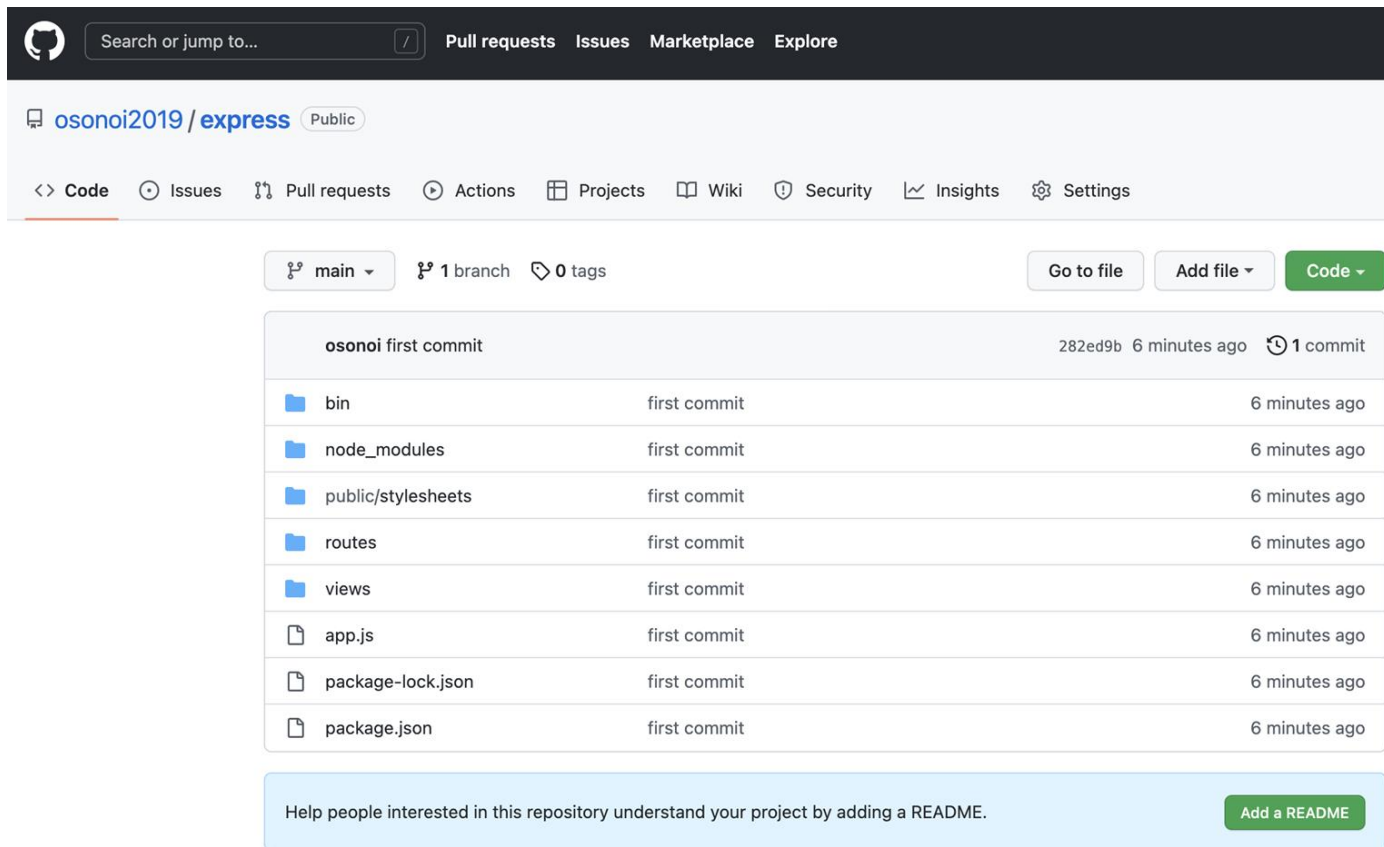 Search or jump to... / Pull requests Issues Marketplace Explore
osonoi2019 / express Public
<> Code Issues Pull requests Actions Projects Wiki Security Insights Settings
main 1 branch 0 tags Go to file Add file Code
osonoi first commit 282ed9b 6 minutes ago 1 commit
bin first commit 6 minutes ago
node_modules first commit 6 minutes ago
public/stylesheets first commit 6 minutes ago
routes first commit 6 minutes ago
views first commit 6 minutes ago
app.js first commit 6 minutes ago
package-lock.json first commit 6 minutes ago
package.json first commit 6 minutes ago
Help people interested in this repository understand your project by adding a README. Add a README